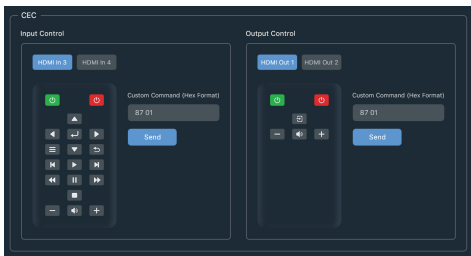 CEC
Input Control
HDMI In 3
HDMI In 4
Custom Command (Hex Format)
87 01
Send
Output Control
HDMI Out 1
HDMI Out 2
Custom Command (Hex Format)
87 01
Send